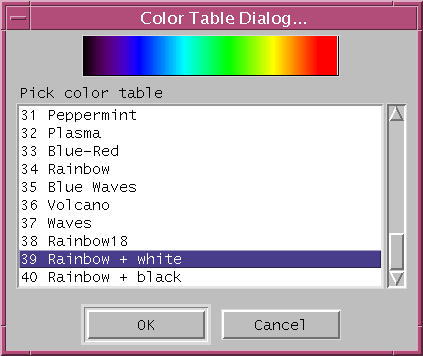 Color Table Dialog...
Pick color table
31 Peppermint
32 Plasma
33 Blue-Red
34 Rainbow
35 Blue Waves
36 Volcano
37 Waves
38 Rainbow18
39 Rainbow + white
40 Rainbow + black
OK Cancel